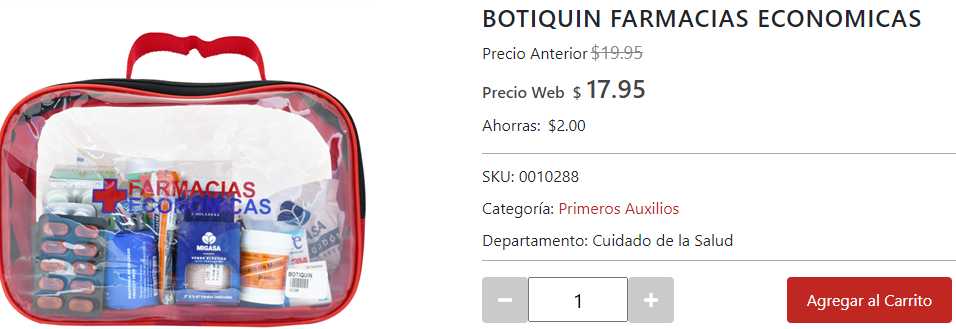 BOTIQUIN FARMACIAS ECONOMICAS
Precio Anterior $19.95
Precio Web $ 17.95
Ahorras: $2.00
SKU: 0010288
Categoría: Primeros Auxilios
Departamento: Cuidado de la Salud
1
Agregar al Carrito
FARMACIAS
ECONOMICAS
MIGASA
BOTIQUIN